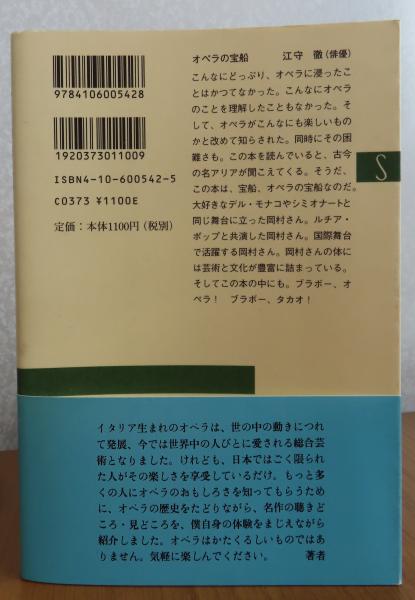 9784106005428
1920373011009
ISBN4-10-600542-5
C0373 ¥1100E
定価：本体1100円（税別）
オペラの宝船　江守　徹（俳優）
こんなにどっぷり、オペラに浸ったこ
とはかつてなかった。こんなにオペラ
のことを理解したこともなかった。そ
して、オペラがこんなにも楽しいもの
かと改めて知らされた。同時にその困
難さも。この本を読んでいると、古今
の名アリアが聞こえてくる。そうだ、
この本は、宝船、オペラの宝船なのだ。
大好きなデル・モナコやシミオナートと
同じ舞台に立った岡村さん。ルチア・
ポップと共演した岡村さん。国際舞台
で活躍する岡村さん。岡村さんの体に
は芸術と文化が豊富に詰まっている。
そしてこの本の中にも。ブラボー、オ
ペラ！　ブラボー、タカオ！
S
イタリア生まれのオペラは、世の中の動きにつれ
て発展、今では世界中の人びとに愛される総合芸
術となりました。けれども、日本ではごく限られ
た人がその楽しさを享受しているだけ。もっと多
くの人にオペラのおもしろさを知ってもらうため
に、オペラの歴史をたどりながら、名作の聴きど
ころ・見どころを、僕自身の体験をまじえながら
紹介しました。オペラはかたくるしいものではあ
りません。気軽に楽しんでください。　著者